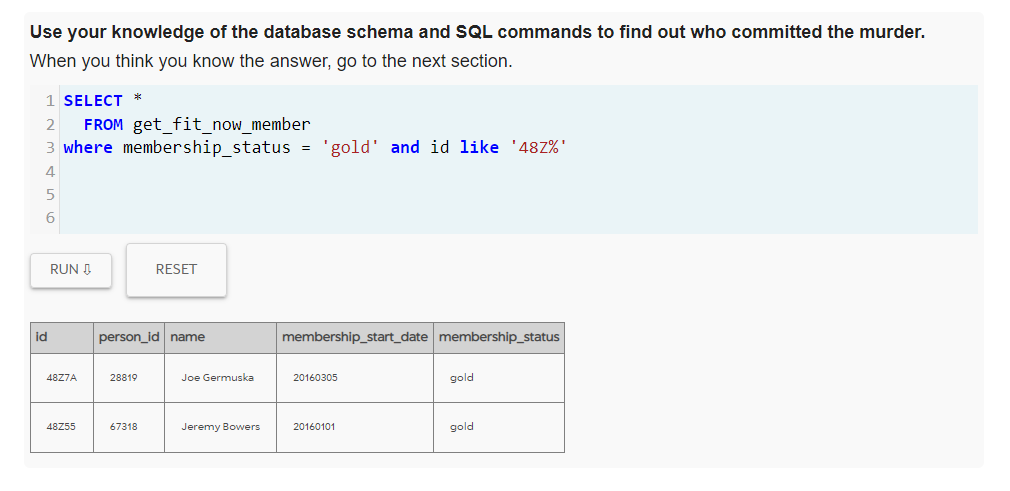 Use your knowledge of the database schema and SQL commands to find out who committed the murder.
When you think you know the answer, go to the next section.
1 SELECT *
2 FROM get_fit_now_member
3 where membership_status = 'gold' and id like '48Z%'
4
5
6
RUN ⇩ RESET
id person_id name membership_start_date membership_status
48Z7A 28819 Joe Germuska 20160305 gold
48Z55 67318 Jeremy Bowers 20160101 gold